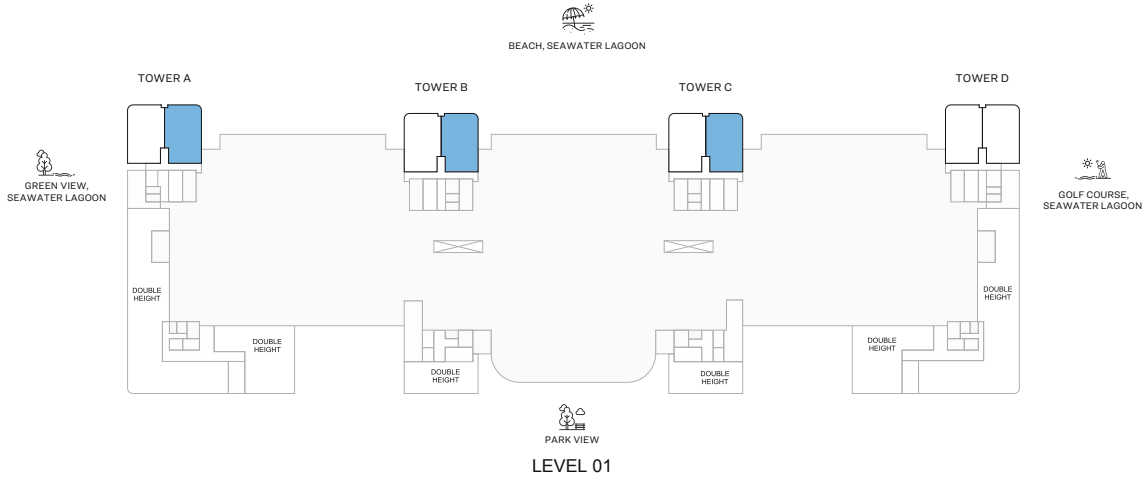 BEACH, SEAWATER LAGOON
TOWER A
TOWER B
TOWER C
TOWER D
GREEN VIEW,
SEAWATER LAGOON
GOLF COURSE,
SEAWATER LAGOON
DOUBLE
HEIGHT
DOUBLE
HEIGHT
DOUBLE
HEIGHT
DOUBLE
HEIGHT
DOUBLE
HEIGHT
DOUBLE
HEIGHT
PARK VIEW
LEVEL 01